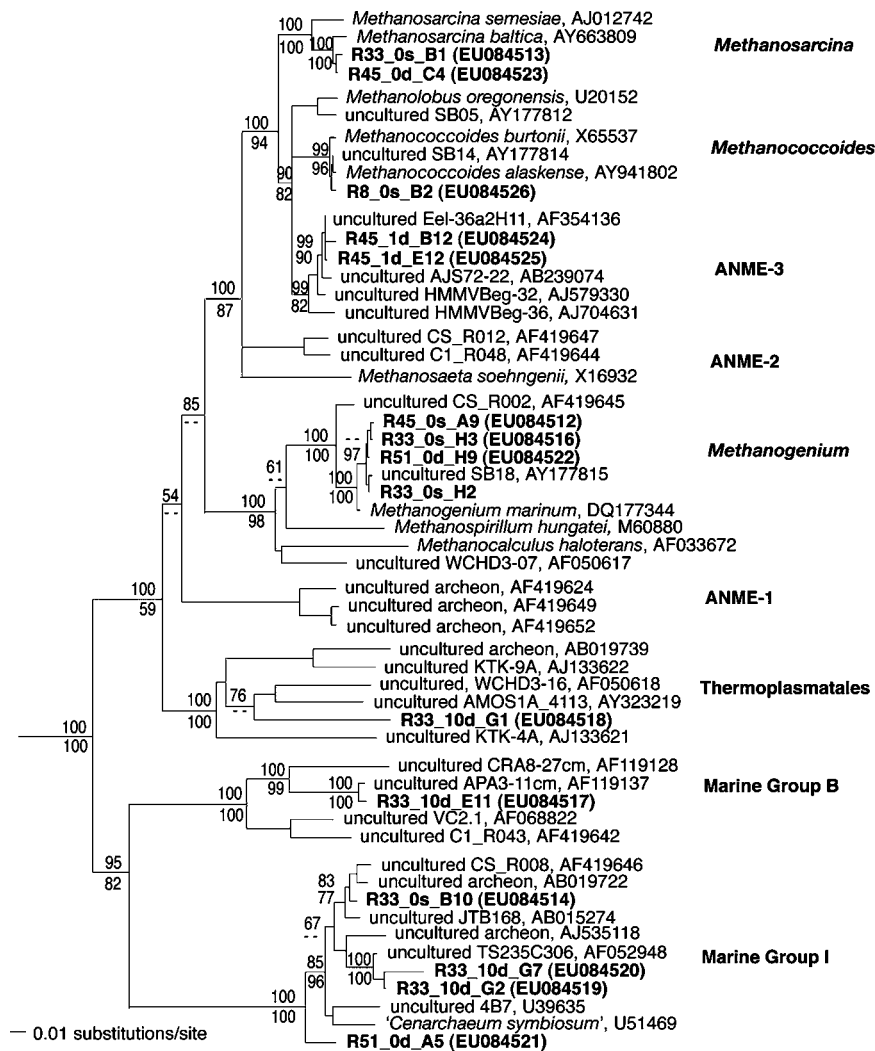 Methanosarcina semesiae, AJ012742
Methanosarcina baltica, AY663809
R33_0s_B1 (EU084513)
R45_0d_C4 (EU084523)
Methanosarcina
100
100
100
100
Methanolobus oregonensis, U20152
uncultured SB05, AY177812
Methanococcoides burtonii, X65537
uncultured SB14, AY177814
Methanococcoides alaskense, AY941802
R8_0s_B2 (EU084526)
Methanococcoides
100
94
99
96
90
82
uncultured Eel-36a2H11, AF354136
R45_1d_B12 (EU084524)
R45_1d_E12 (EU084525)
uncultured AJS72-22, AB239074
uncultured HMMVBeg-32, AJ579330
uncultured HMMVBeg-36, AJ704631
ANME-3
99
90
99
82
100
87
uncultured CS_R012, AF419647
uncultured C1_R048, AF419644
Methanosaeta soehngenii, X16932
ANME-2
uncultured CS_R002, AF419645
R45_0s_A9 (EU084512)
R33_0s_H3 (EU084516)
R51_0d_H9 (EU084522)
uncultured SB18, AY177815
R33_0s_H2
Methanogenium marinum, DQ177344
Methanospirillum hungatei, M60880
Methanocalculus haloterans, AF033672
uncultured WCHD3-07, AF050617
Methanogenium
85
--
100
100
--
97
61
--
100
100
54
--
100
98
uncultured archeon, AF419624
uncultured archeon, AF419649
uncultured archeon, AF419652
ANME-1
100
59
uncultured archeon, AB019739
uncultured KTK-9A, AJ133622
uncultured, WCHD3-16, AF050618
uncultured AMOS1A_4113, AY323219
R33_10d_G1 (EU084518)
uncultured KTK-4A, AJ133621
Thermoplasmatales
76
--
100
100
100
100
uncultured CRA8-27cm, AF119128
uncultured APA3-11cm, AF119137
R33_10d_E11 (EU084517)
uncultured VC2.1, AF068822
uncultured C1_R043, AF419642
Marine Group B
100
99
100
100
100
100
95
82
uncultured CS_R008, AF419646
uncultured archeon, AB019722
R33_0s_B10 (EU084514)
uncultured JTB168, AB015274
uncultured archeon, AJ535118
uncultured TS235C306, AF052948
R33_10d_G7 (EU084520)
R33_10d_G2 (EU084519)
uncultured 4B7, U39635
'Cenarchaeum symbiosum', U51469
R51_0d_A5 (EU084521)
Marine Group I
83
77
67
--
100
100
85
96
100
100
0.01 substitutions/site